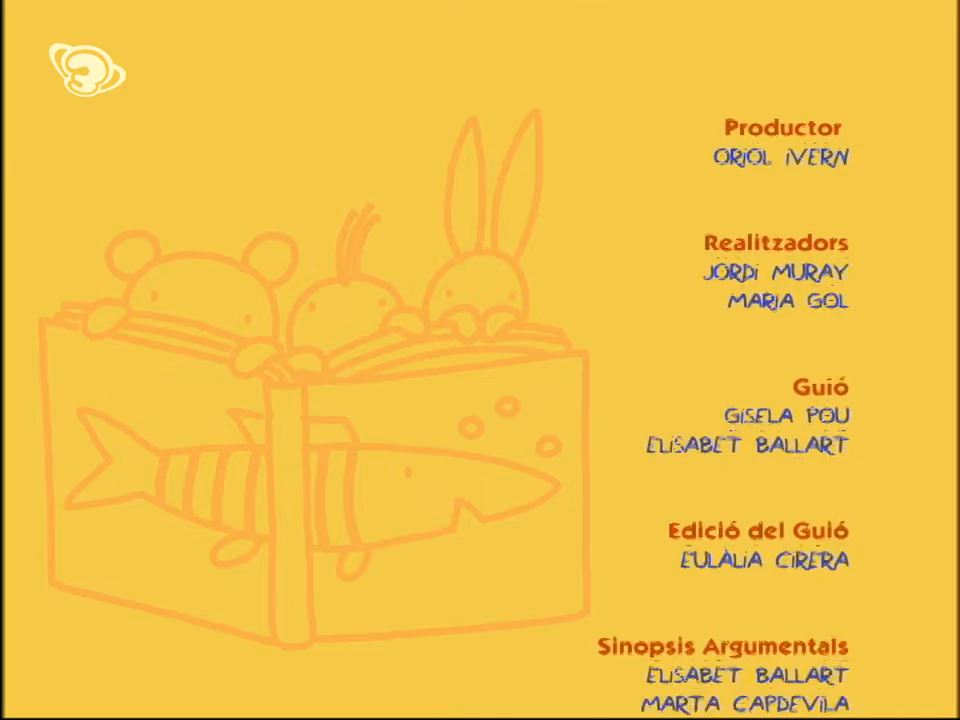 3
Productor
ORIOL IVERN
Realitzadors
JORDI MURAY
MARIA GOL
Guió
GISELA POU
ELISABET BALLART
Edició del Guió
EULÀLIA CIRERA
Sinopsis Argumentals
ELISABET BALLART
MARTA CAPDEVILA